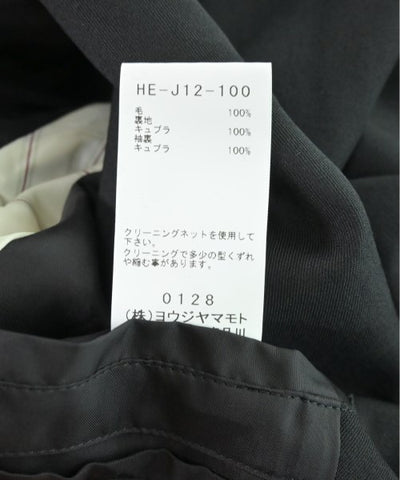 HE-J12-100
毛 100%
裏地
キュプラ 100%
袖裏
キュプラ 100%
クリーニングネットを使用して
下さい。
クリーニングで多少の型くずれ
や縮む事があります。
0128
(株)ヨウジヤマモト